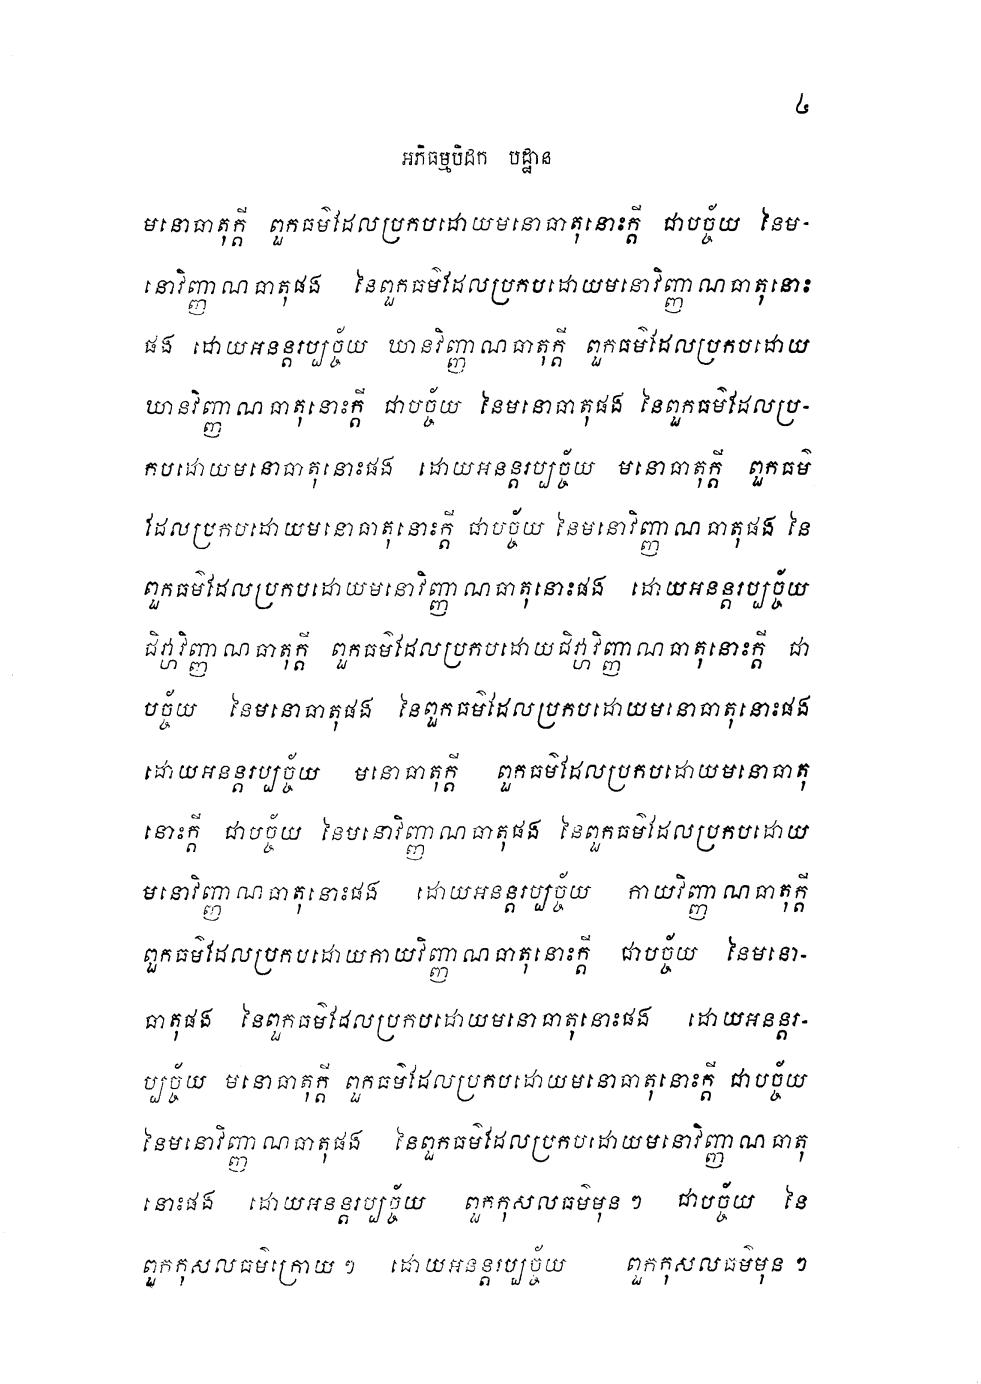 ៤
អភិធម្មបិដក បដ្ឋាន
មនោធាតុក្តី ពួកធម៌ដែលប្រកបដោយមនោធាតុនោះក្តី ជាបច្ច័យ នៃម-
នោវិញ្ញាណធាតុផង នៃពួកធម៌ដែលប្រកបដោយមនោវិញ្ញាណធាតុនោះ
ផង ដោយអនន្តរប្បច្ច័យ ឃានវិញ្ញាណធាតុក្តី ពួកធម៌ដែលប្រកបដោយ
ឃានវិញ្ញាណធាតុនោះក្តី ជាបច្ច័យ នៃមនោធាតុផង នៃពួកធម៌ដែលប្រ-
កបដោយមនោធាតុនោះផង ដោយអនន្តរប្បច្ច័យ មនោធាតុក្តី ពួកធម៌
ដែលប្រកបដោយមនោធាតុនោះក្តី ជាបច្ច័យ នៃមនោវិញ្ញាណធាតុផង នៃ
ពួកធម៌ដែលប្រកបដោយមនោវិញ្ញាណធាតុនោះផង ដោយអនន្តរប្បច្ច័យ
ជិវ្ហាវិញ្ញាណធាតុក្តី ពួកធម៌ដែលប្រកបដោយជិវ្ហាវិញ្ញាណធាតុនោះក្តី ជា
បច្ច័យ នៃមនោធាតុផង នៃពួកធម៌ដែលប្រកបដោយមនោធាតុនោះផង
ដោយអនន្តរប្បច្ច័យ មនោធាតុក្តី ពួកធម៌ដែលប្រកបដោយមនោធាតុ
នោះក្តី ជាបច្ច័យ នៃមនោវិញ្ញាណធាតុផង នៃពួកធម៌ដែលប្រកបដោយ
មនោវិញ្ញាណធាតុនោះផង ដោយអនន្តរប្បច្ច័យ កាយវិញ្ញាណធាតុក្តី
ពួកធម៌ដែលប្រកបដោយកាយវិញ្ញាណធាតុនោះក្តី ជាបច្ច័យ នៃមនោ-
ធាតុផង នៃពួកធម៌ដែលប្រកបដោយមនោធាតុនោះផង ដោយអនន្តរ-
ប្បច្ច័យ មនោធាតុក្តី ពួកធម៌ដែលប្រកបដោយមនោធាតុនោះក្តី ជាបច្ច័យ
នៃមនោវិញ្ញាណធាតុផង នៃពួកធម៌ដែលប្រកបដោយមនោវិញ្ញាណធាតុ
នោះផង ដោយអនន្តរប្បច្ច័យ ពួកកុសលធម៌មុន ៗ ជាបច្ច័យ នៃ
ពួកកុសលធម៌ក្រោយ ៗ ដោយអនន្តរប្បច្ច័យ ពួកកុសលធម៌មុន ៗ